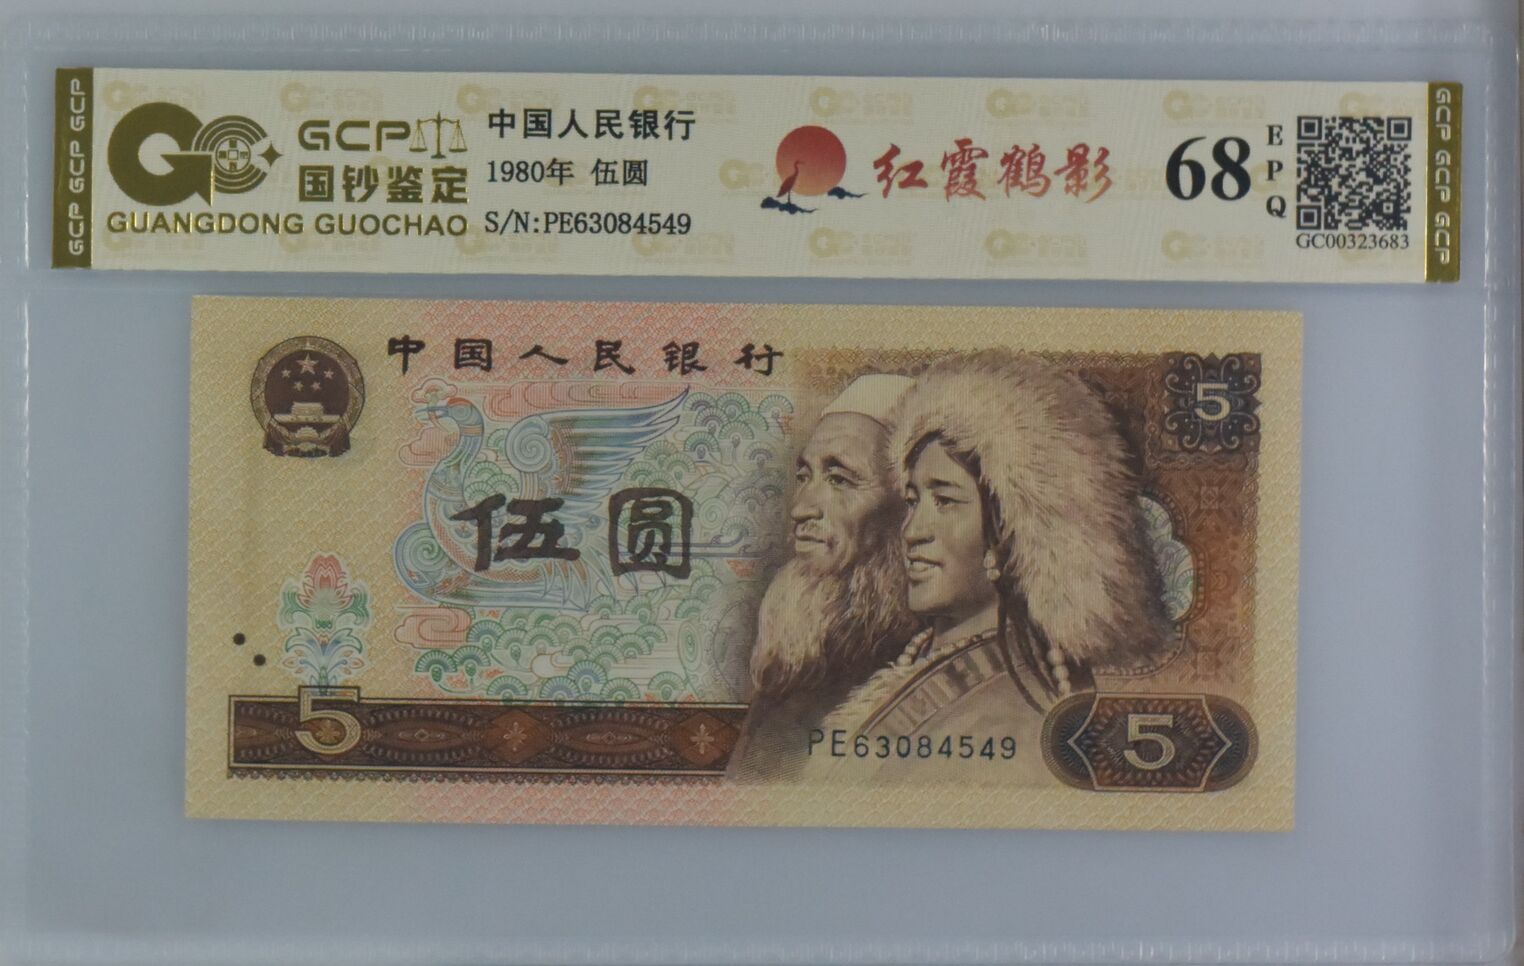 GCP GCP GCP
GCP
国钞鉴定
GUANGDONG GUOCHAO
中国人民银行
1980年 伍圆
S/N:PE63084549
红霞鹤影
68
EPQ
GC00323683
GCP GCP GCP
中国人民银行
5
伍圆
5
PE63084549
5